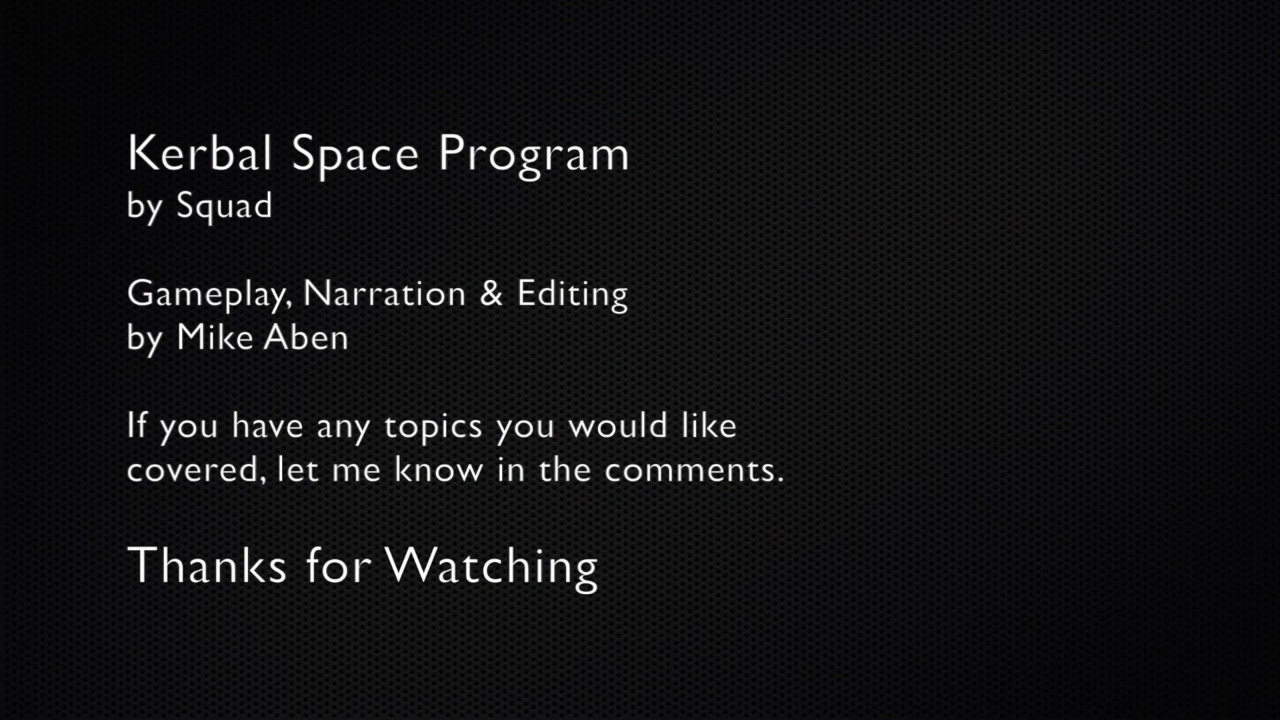 Kerbal Space Program
by Squad
Gameplay, Narration & Editing
by Mike Aben
If you have any topics you would like
covered, let me know in the comments.
Thanks for Watching